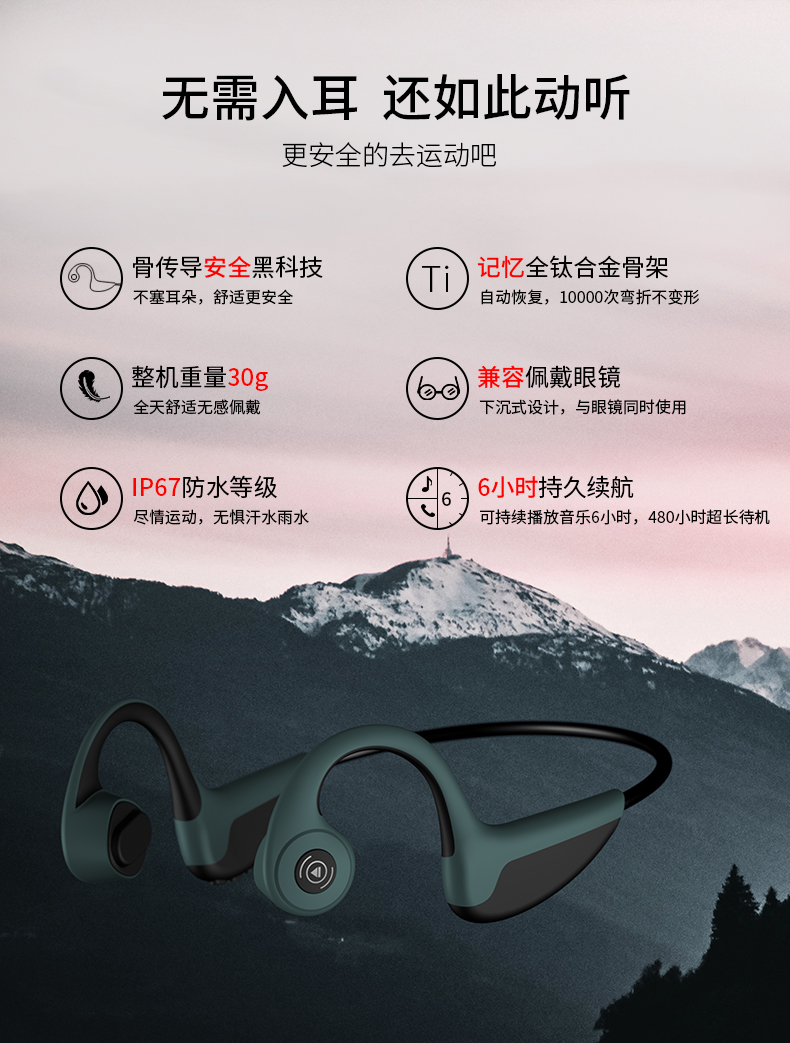 无需入耳 还如此动听
更安全的去运动吧
骨传导安全黑科技
不塞耳朵，舒适更安全
Ti
记忆全钛合金骨架
自动恢复，10000次弯折不变形
整机重量30g
全天舒适无感佩戴
兼容佩戴眼镜
下沉式设计，与眼镜同时使用
IP67防水等级
尽情运动，无惧汗水雨水
6
6小时持久续航
可持续播放音乐6小时，480小时超长待机